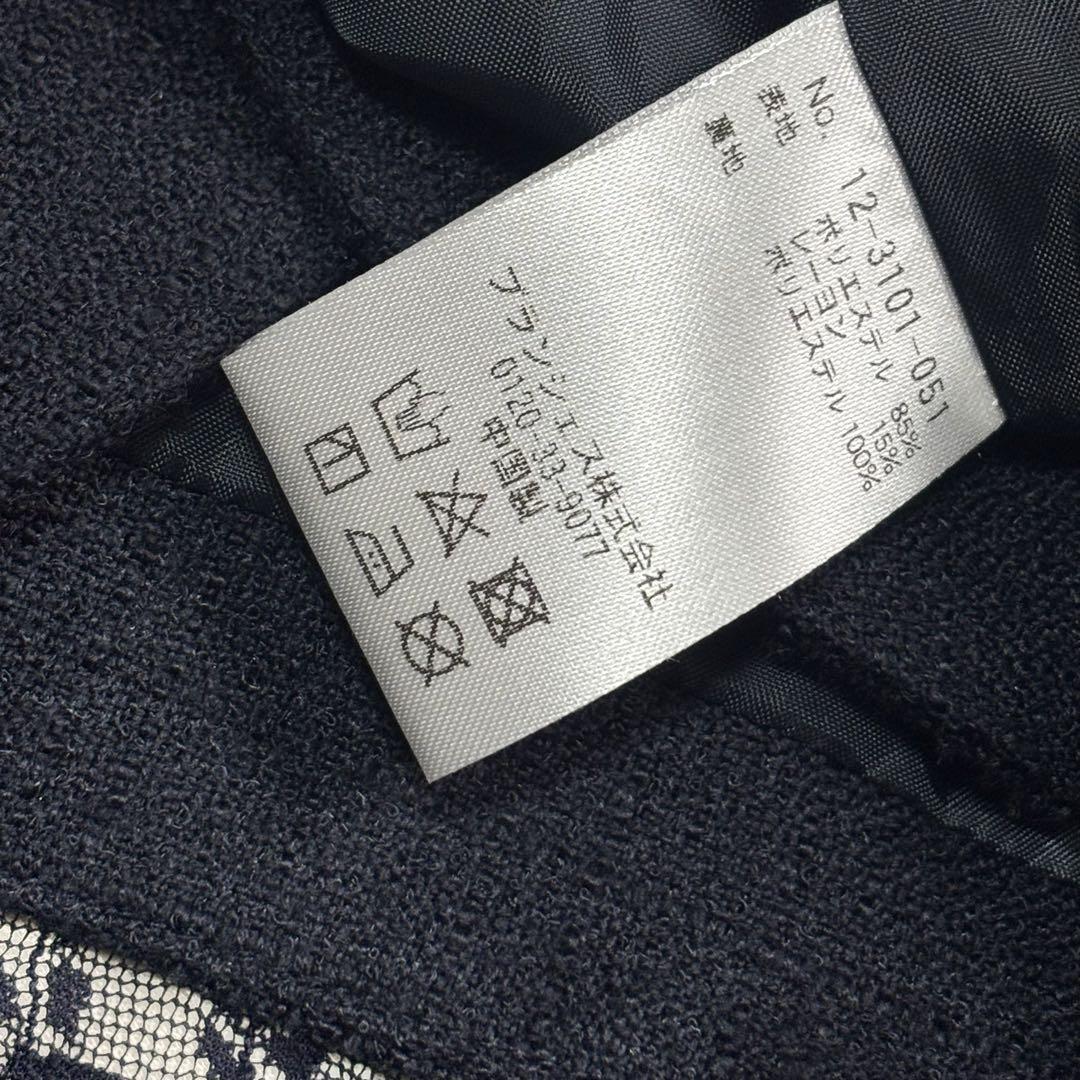 No. 12-3101-051
表地 ポリエステル 85%
レーヨン 15%
裏地 ポリエステル 100%
ブランジェス株式会社
0120-33-9077
中国製